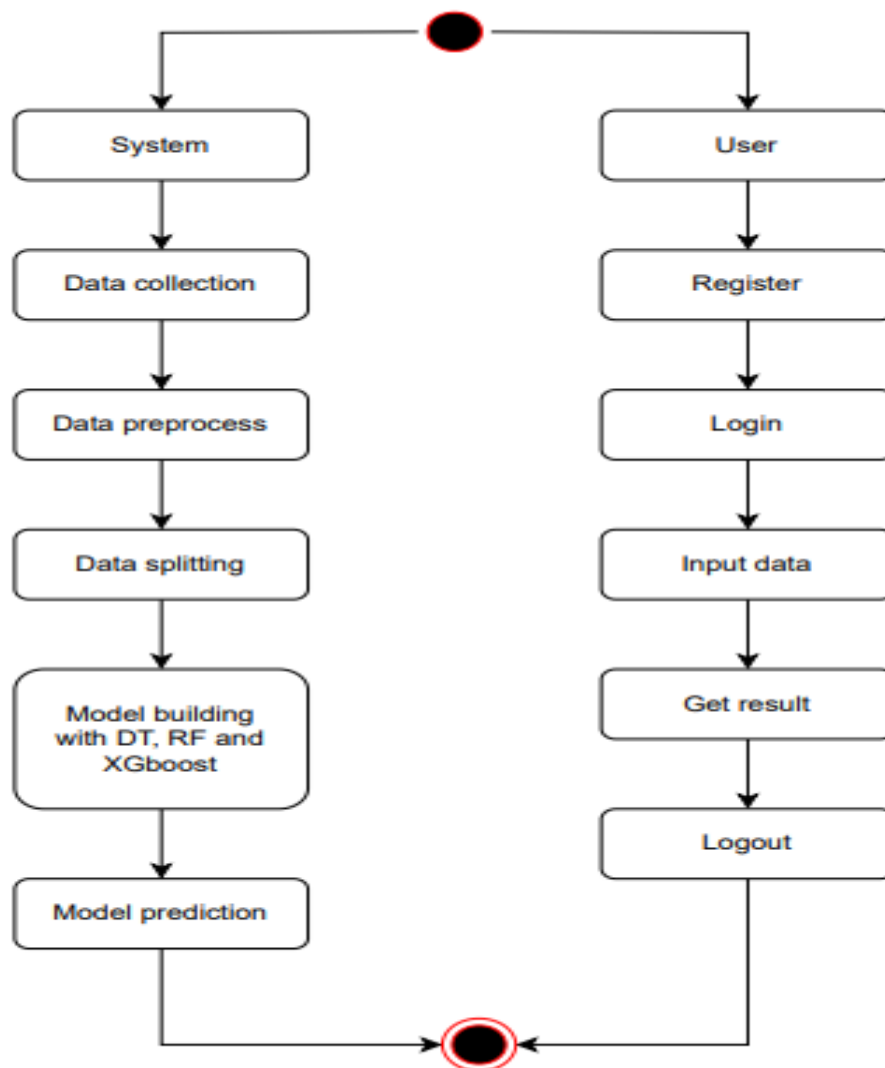 System
Data collection
Data preprocess
Data splitting
Model building
with DT, RF and
XGboost
Model prediction
User
Register
Login
Input data
Get result
Logout